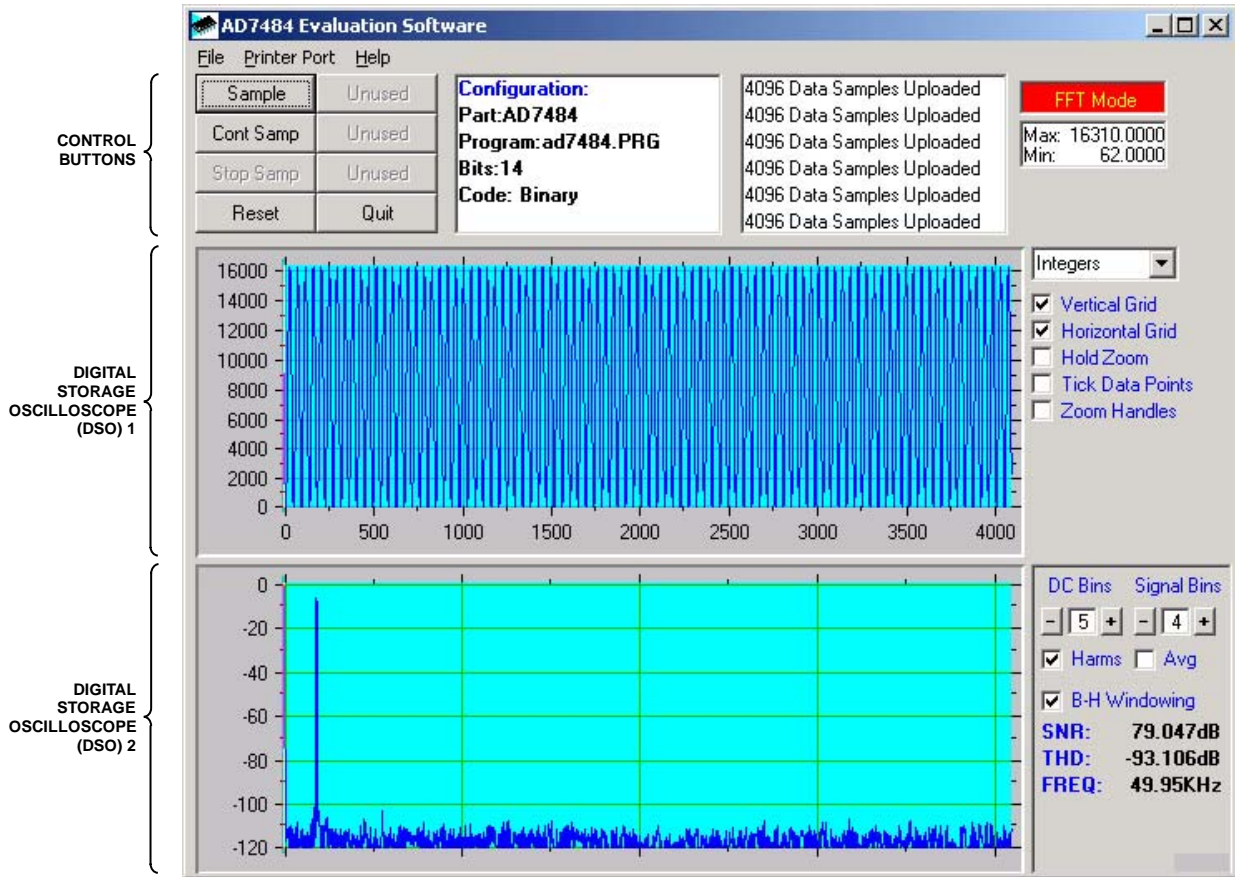 AD7484 Evaluation Software
File Printer Port Help
CONTROL
BUTTONS
Sample Unused
Cont Samp Unused
Stop Samp Unused
Reset Quit
Configuration:
Part:AD7484
Program:ad7484.PRG
Bits:14
Code: Binary
4096 Data Samples Uploaded
4096 Data Samples Uploaded
4096 Data Samples Uploaded
4096 Data Samples Uploaded
4096 Data Samples Uploaded
4096 Data Samples Uploaded
FFT Mode
Max: 16310.0000
Min: 62.0000
DIGITAL
STORAGE
OSCILLOSCOPE
(DSO) 1
16000
14000
12000
10000
8000
6000
4000
2000
0
0 500 1000 1500 2000 2500 3000 3500 4000
Integers
Vertical Grid
Horizontal Grid
Hold Zoom
Tick Data Points
Zoom Handles
DIGITAL
STORAGE
OSCILLOSCOPE
(DSO) 2
0
-20
-40
-60
-80
-100
-120
DC Bins Signal Bins
- 5 + - 4 +
Harms Avg
B-H Windowing
SNR: 79.047dB
THD: -93.106dB
FREQ: 49.95KHz